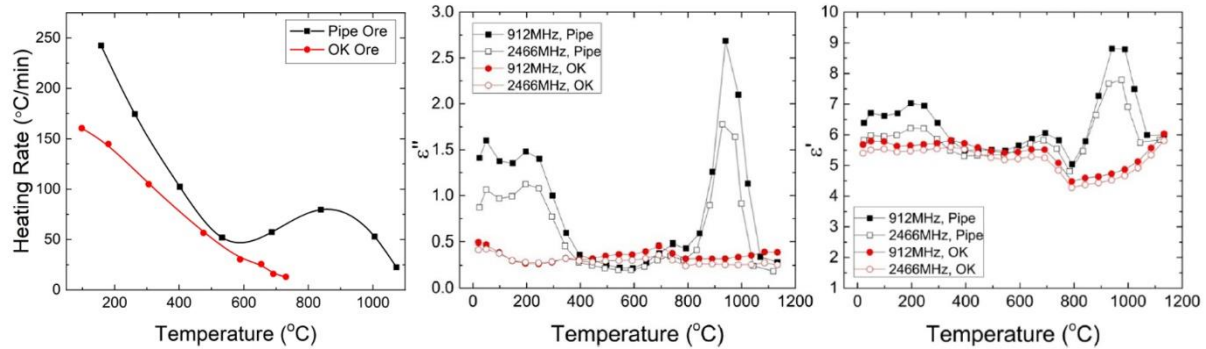 250
200
150
100
50
0
Heating Rate (°C/min)
200 400 600 800 1000
Temperature (°C)
Pipe Ore
OK Ore
3.0
2.5
2.0
1.5
1.0
0.5
0.0
ε"
0 200 400 600 800 1000 1200
Temperature (°C)
912MHz, Pipe
2466MHz, Pipe
912MHz, OK
2466MHz, OK
10
9
8
7
6
5
4
3
2
1
ε'
0 200 400 600 800 1000 1200
Temperature (°C)
912MHz, Pipe
2466MHz, Pipe
912MHz, OK
2466MHz, OK